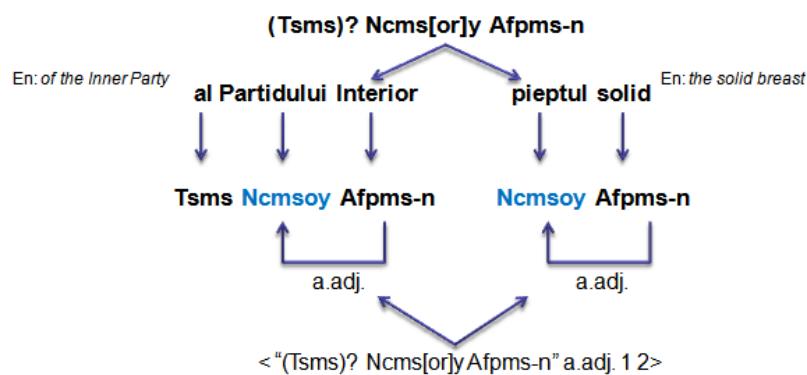 (Tsms)? Ncms[or]y Afpms-n
En: of the Inner Party
al Partidului Interior
pieptul solid
En: the solid breast
Tsms Ncmsoy Afpms-n
Ncmsoy Afpms-n
a.adj.
a.adj.
< “(Tsms)? Ncms[or]y Afpms-n” a.adj. 1 2>